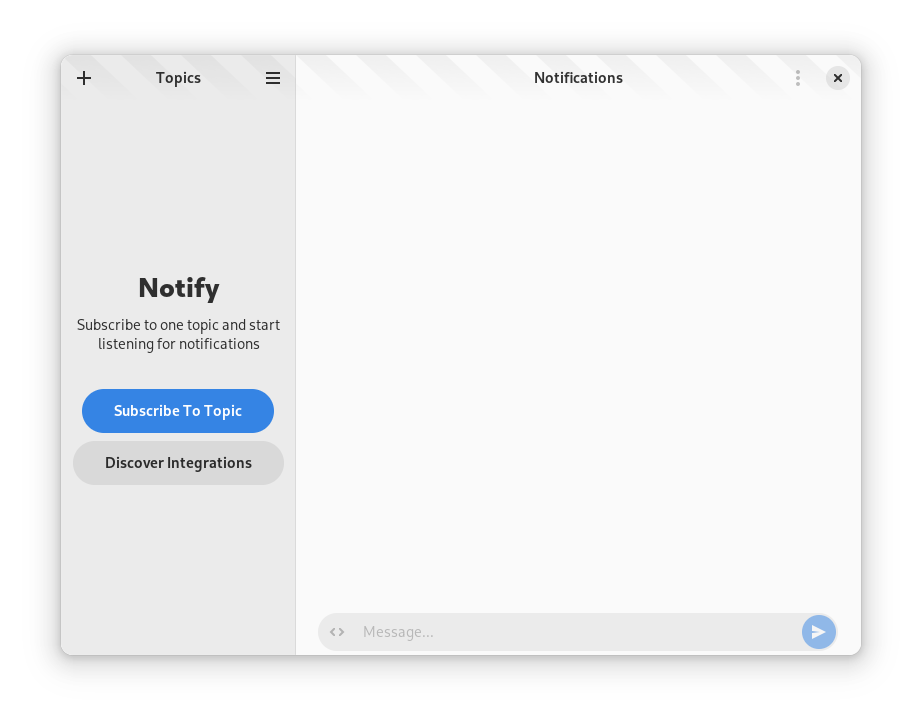 Topics
Notifications
Notify
Subscribe to one topic and start
listening for notifications
Subscribe To Topic
Discover Integrations
Message...